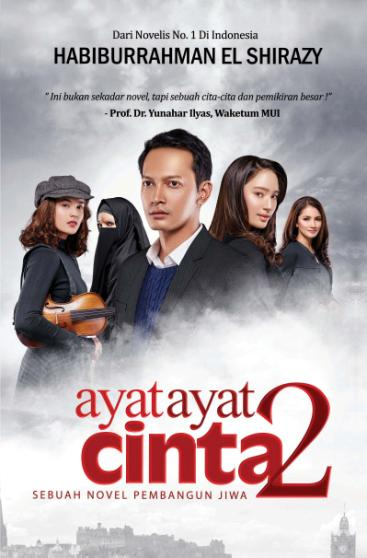 Dari Novelis No. 1 Di Indonesia
HABIBURRAHMAN EL SHIRAZY
" Ini bukan sekadar novel, tapi sebuah cita-cita dan pemikiran besar !"
- Prof. Dr. Yunahar Ilyas, Waketum MUI
ayat ayat
cinta 2
SEBUAH NOVEL PEMBANGUN JIWA